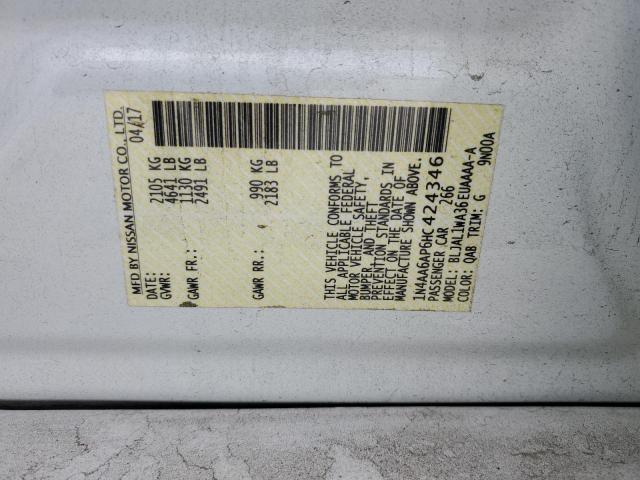 MFD BY NISSAN MOTOR CO., LTD.
04/17
2105 KG
GVWR: 4641 LB
1130 KG
GAWR FR: 2491 LB
990 KG
GAWR RR: 2183 LB
THIS VEHICLE CONFORMS TO
ALL APPLICABLE FEDERAL
MOTOR VEHICLE SAFETY,
BUMPER, AND THEFT
PREVENTION STANDARDS IN
EFFECT ON THE DATE OF
MANUFACTURE SHOWN ABOVE.
1N4AA6AP6HC424346
PASSENGER CAR 266
MODEL: BLJAL1WA36EUAAAA-A
COLOR: QAB TRIM: G 9N00A